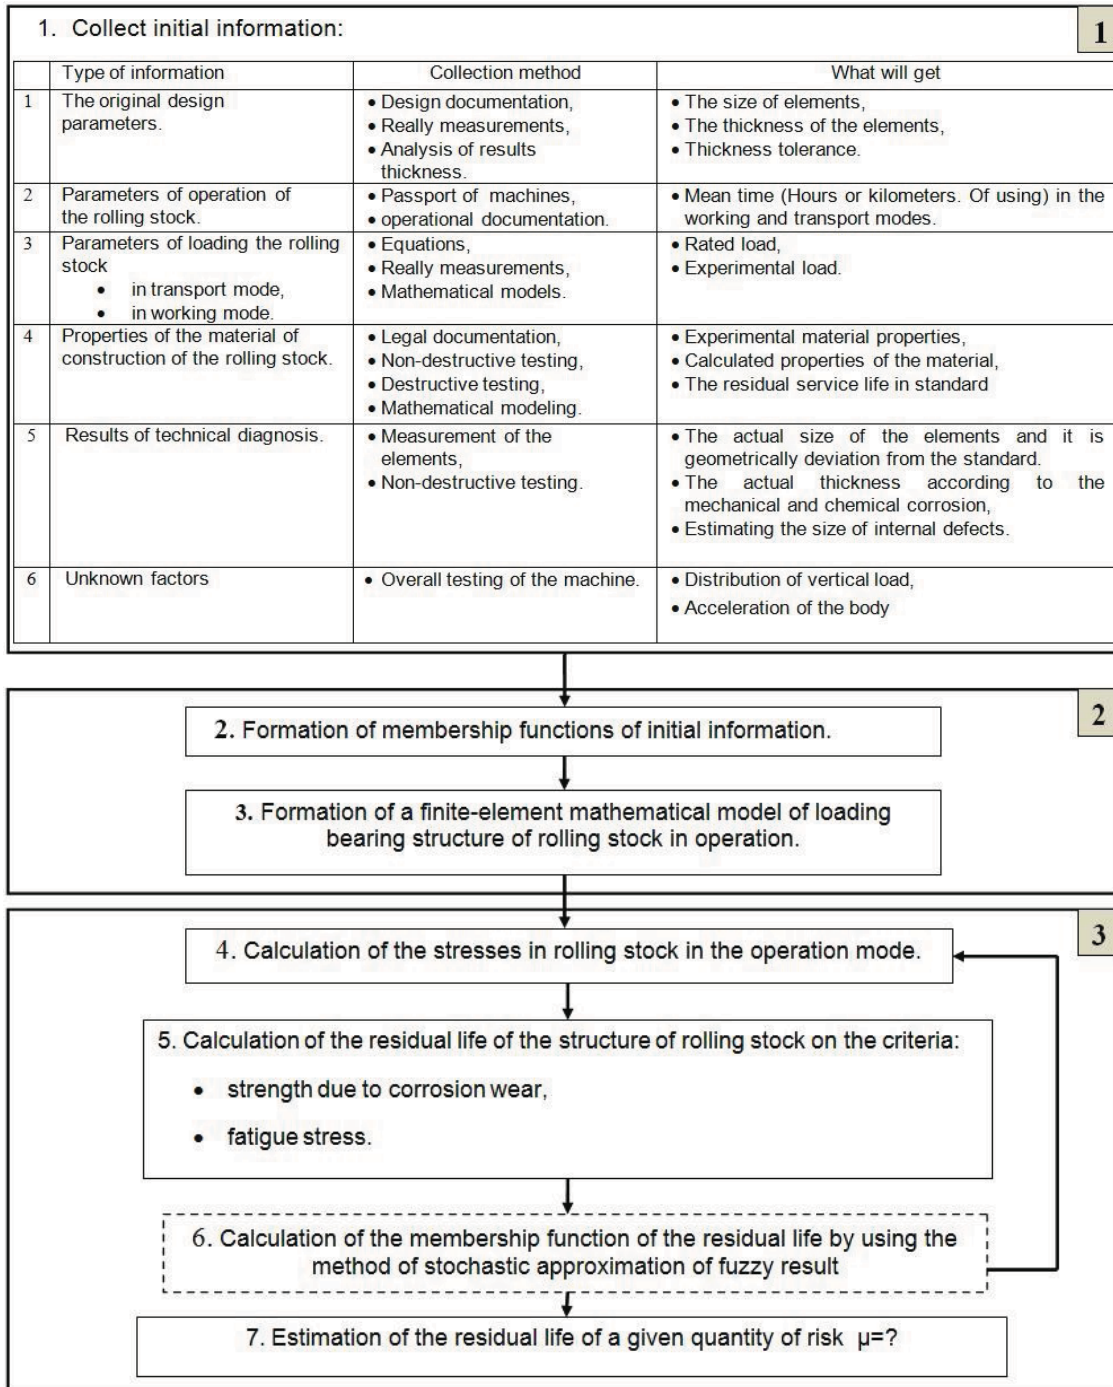 1. Collect initial information:
1
Type of information
Collection method
What will get
1
The original design
parameters.
• Design documentation,
• Really measurements,
• Analysis of results
thickness.
• The size of elements,
• The thickness of the elements,
• Thickness tolerance.
2
Parameters of operation of
the rolling stock.
• Passport of machines,
• operational documentation.
• Mean time (Hours or kilometers. Of using) in the
working and transport modes.
3
Parameters of loading the rolling
stock
• in transport mode,
• in working mode.
• Equations,
• Really measurements,
• Mathematical models.
• Rated load,
• Experimental load.
4
Properties of the material of
construction of the rolling stock.
• Legal documentation,
• Non-destructive testing,
• Destructive testing,
• Mathematical modeling.
• Experimental material properties,
• Calculated properties of the material,
• The residual service life in standard
5
Results of technical diagnosis.
• Measurement of the
elements,
• Non-destructive testing.
• The actual size of the elements and it is
geometrically deviation from the standard.
• The actual thickness according to the
mechanical and chemical corrosion,
• Estimating the size of internal defects.
6
Unknown factors
• Overall testing of the machine.
• Distribution of vertical load,
• Acceleration of the body
2
2. Formation of membership functions of initial information.
3. Formation of a finite-element mathematical model of loading
bearing structure of rolling stock in operation.
3
4. Calculation of the stresses in rolling stock in the operation mode.
5. Calculation of the residual life of the structure of rolling stock on the criteria:
• strength due to corrosion wear,
• fatigue stress.
6. Calculation of the membership function of the residual life by using the
method of stochastic approximation of fuzzy result
7. Estimation of the residual life of a given quantity of risk μ=?